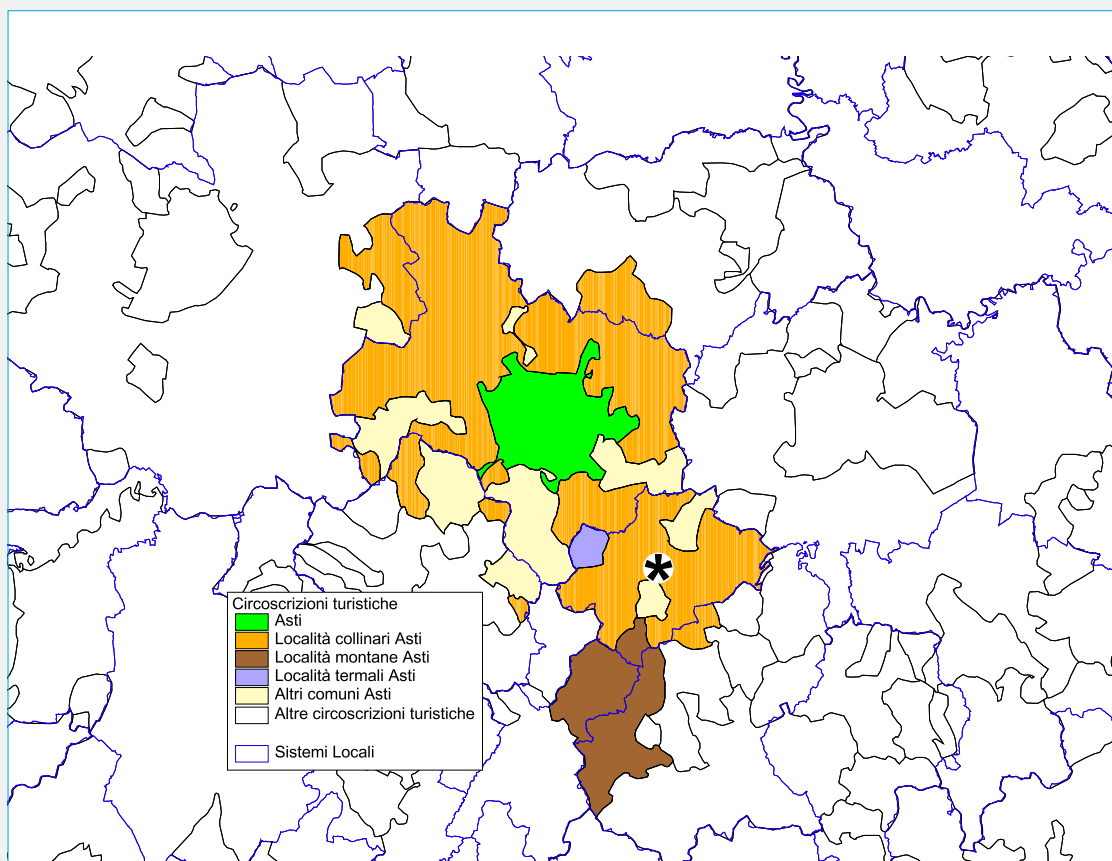 Circoscrizioni turistiche
Asti
Località collinari Asti
Località montane Asti
Località termali Asti
Altri comuni Asti
Altre circoscrizioni turistiche
Sistemi Locali